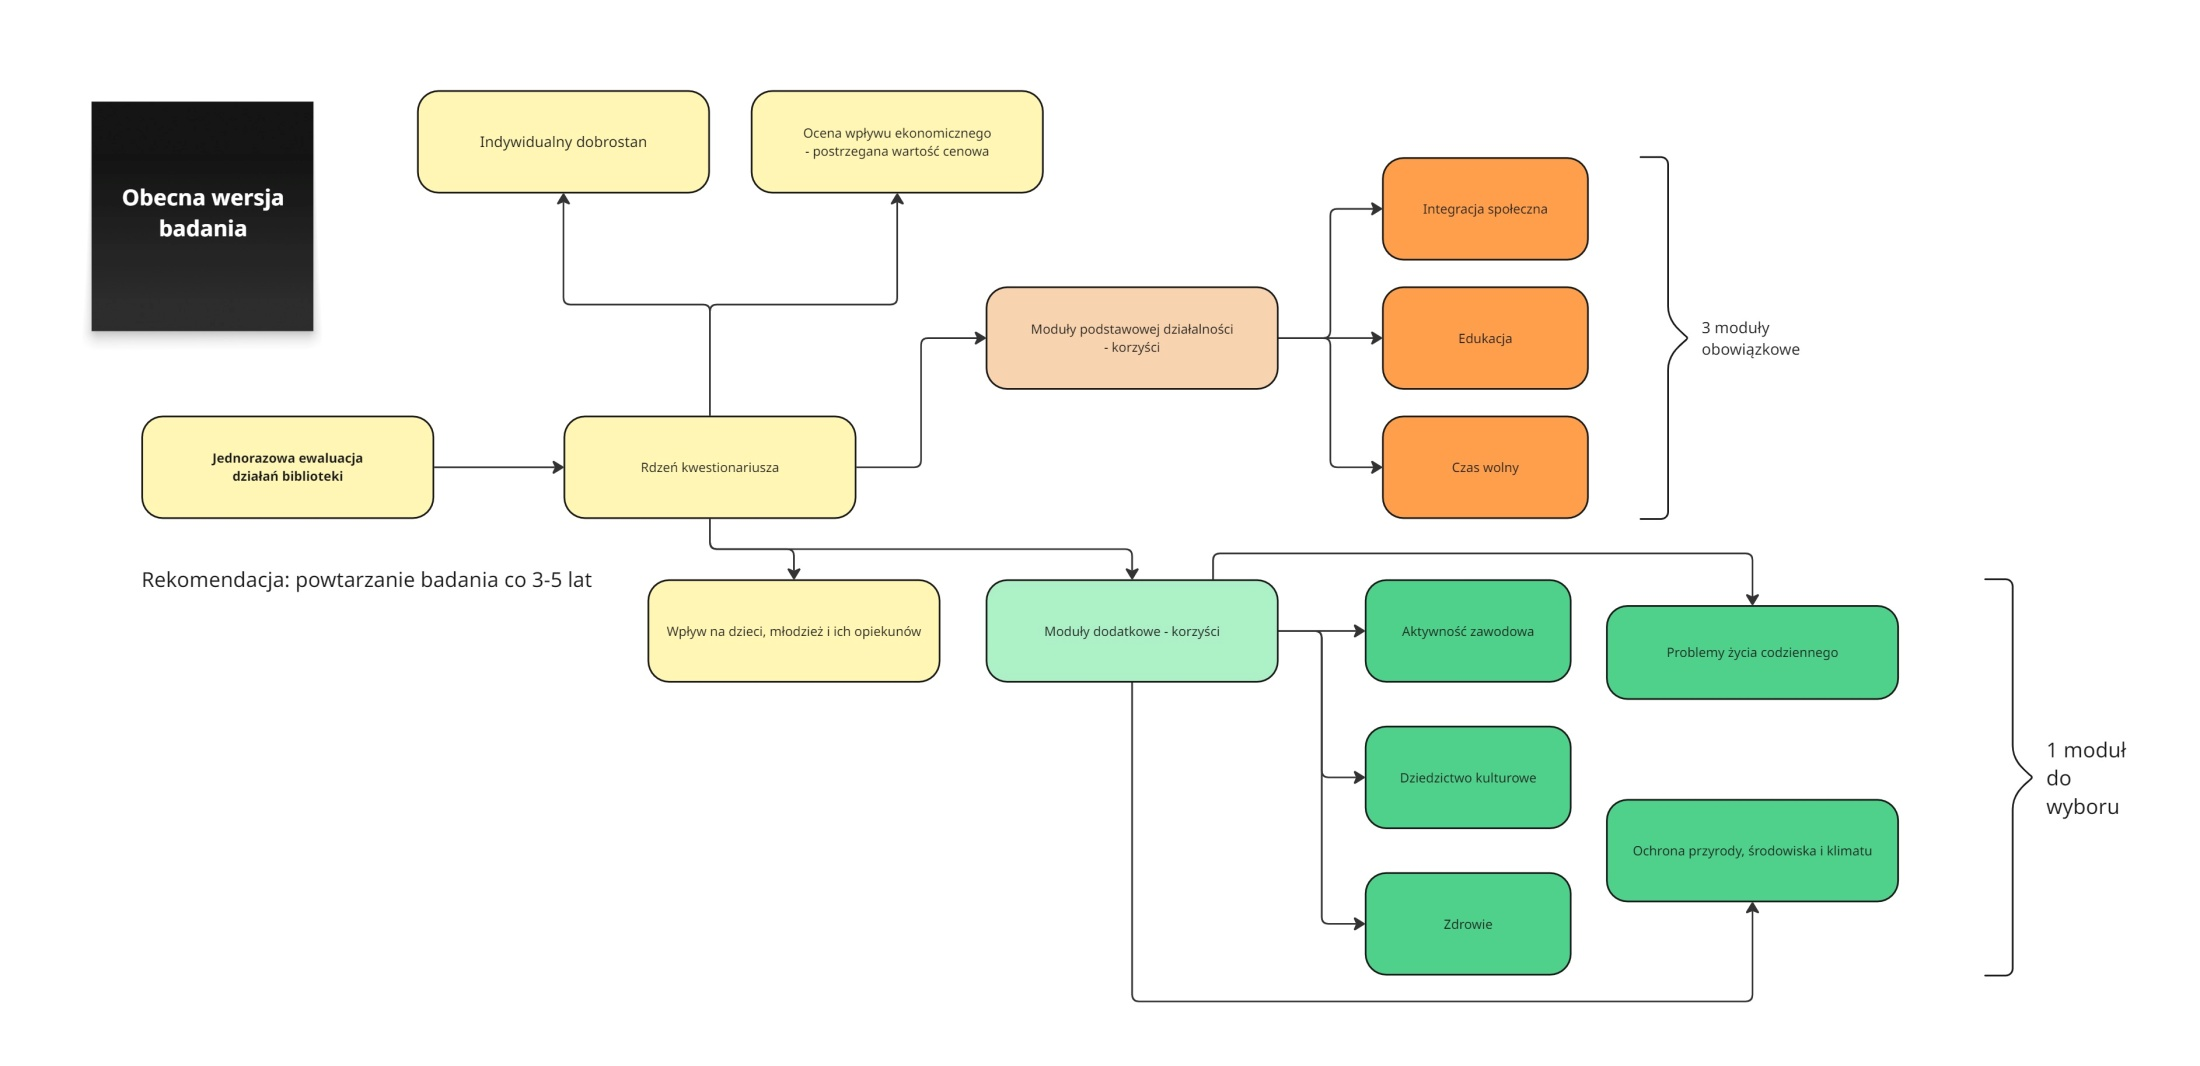 Obecna wersja
badania
Indywidualny dobrostan
Ocena wpływu ekonomicznego
- postrzegana wartość cenowa
Integracja społeczna
Moduły podstawowej działalności
- korzyści
Edukacja
3 moduły
obowiązkowe
Jednorazowa ewaluacja
działań biblioteki
Rdzeń kwestionariusza
Czas wolny
Rekomendacja: powtarzanie badania co 3-5 lat
Wpływ na dzieci, młodzież i ich opiekunów
Moduły dodatkowe - korzyści
Aktywność zawodowa
Problemy życia codziennego
Dziedzictwo kulturowe
1 moduł
do
wyboru
Ochrona przyrody, środowiska i klimatu
Zdrowie